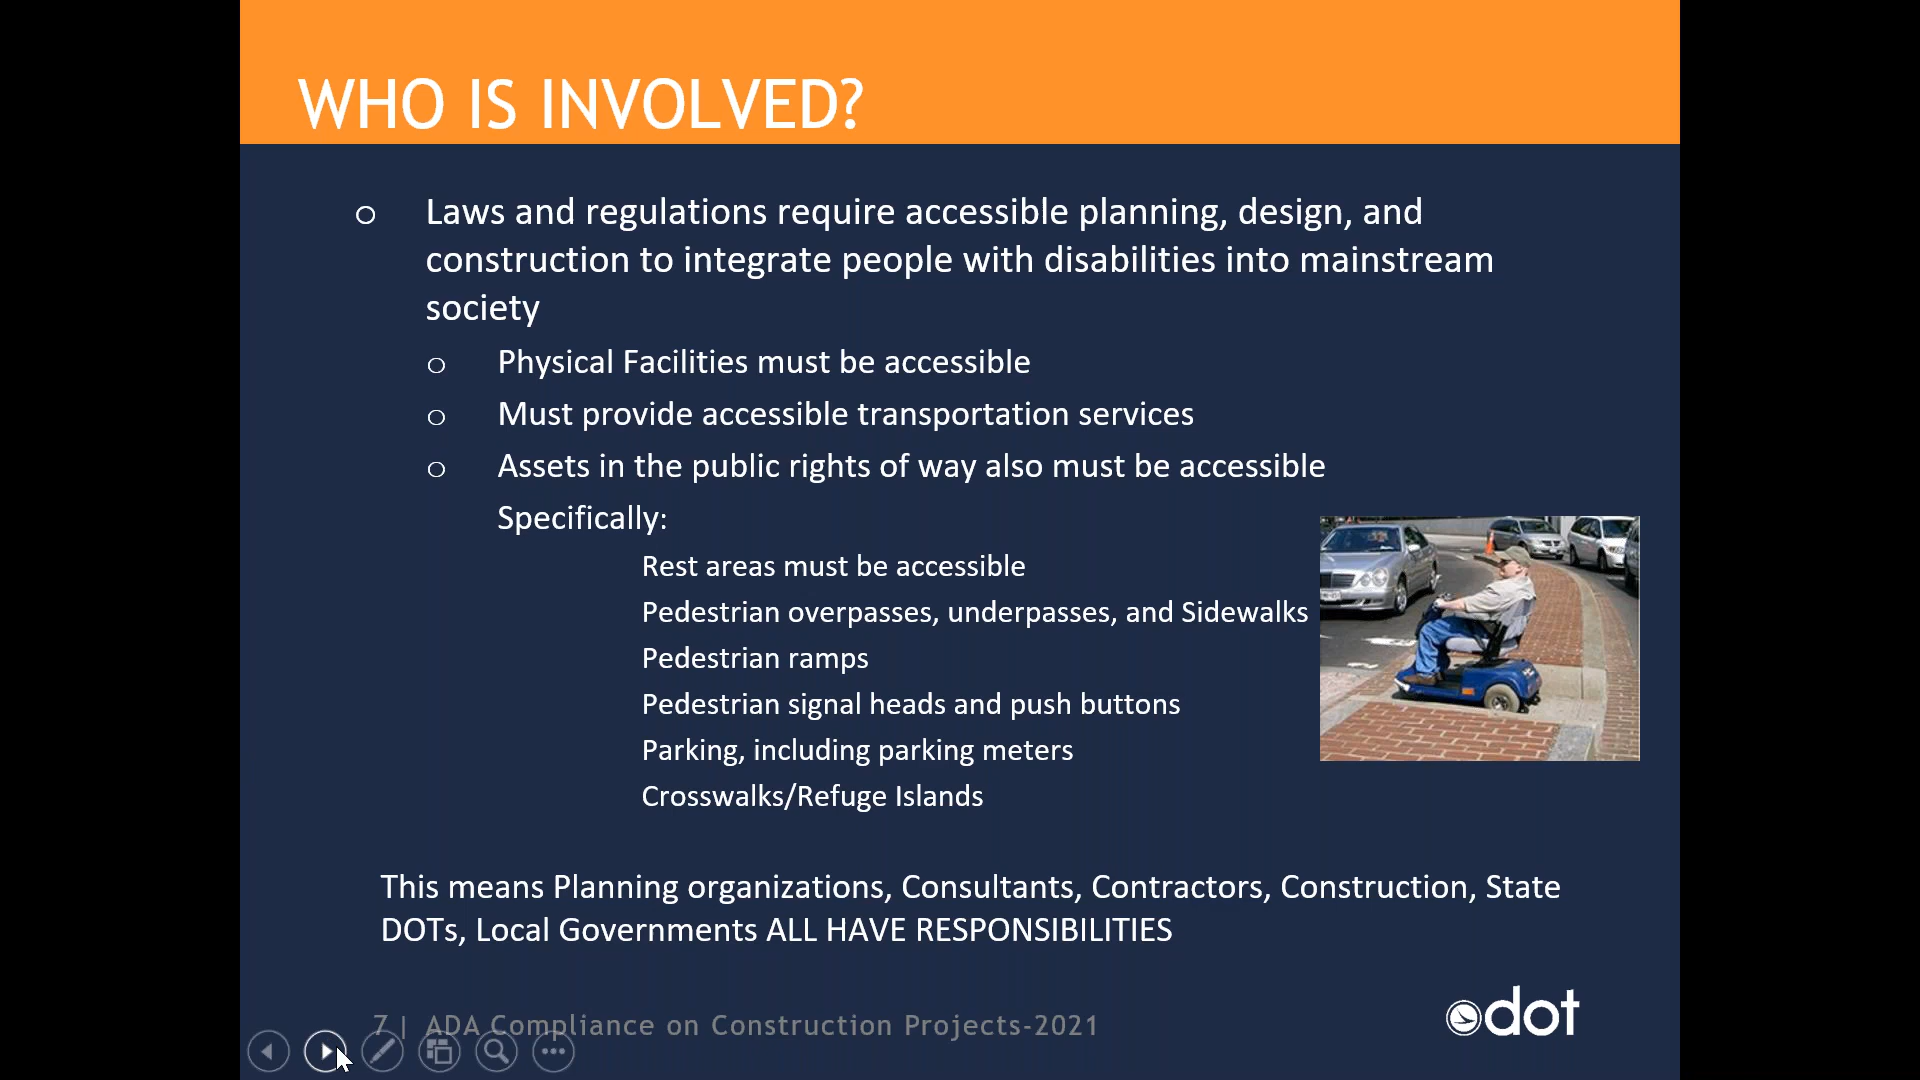 WHO IS INVOLVED?
o Laws and regulations require accessible planning, design, and
construction to integrate people with disabilities into mainstream
society
o Physical Facilities must be accessible
o Must provide accessible transportation services
o Assets in the public rights of way also must be accessible
Specifically:
Rest areas must be accessible
Pedestrian overpasses, underpasses, and Sidewalks
Pedestrian ramps
Pedestrian signal heads and push buttons
Parking, including parking meters
Crosswalks/Refuge Islands
This means Planning organizations, Consultants, Contractors, Construction, State
DOTs, Local Governments ALL HAVE RESPONSIBILITIES
7 | ADA Compliance on Construction Projects-2021
odot